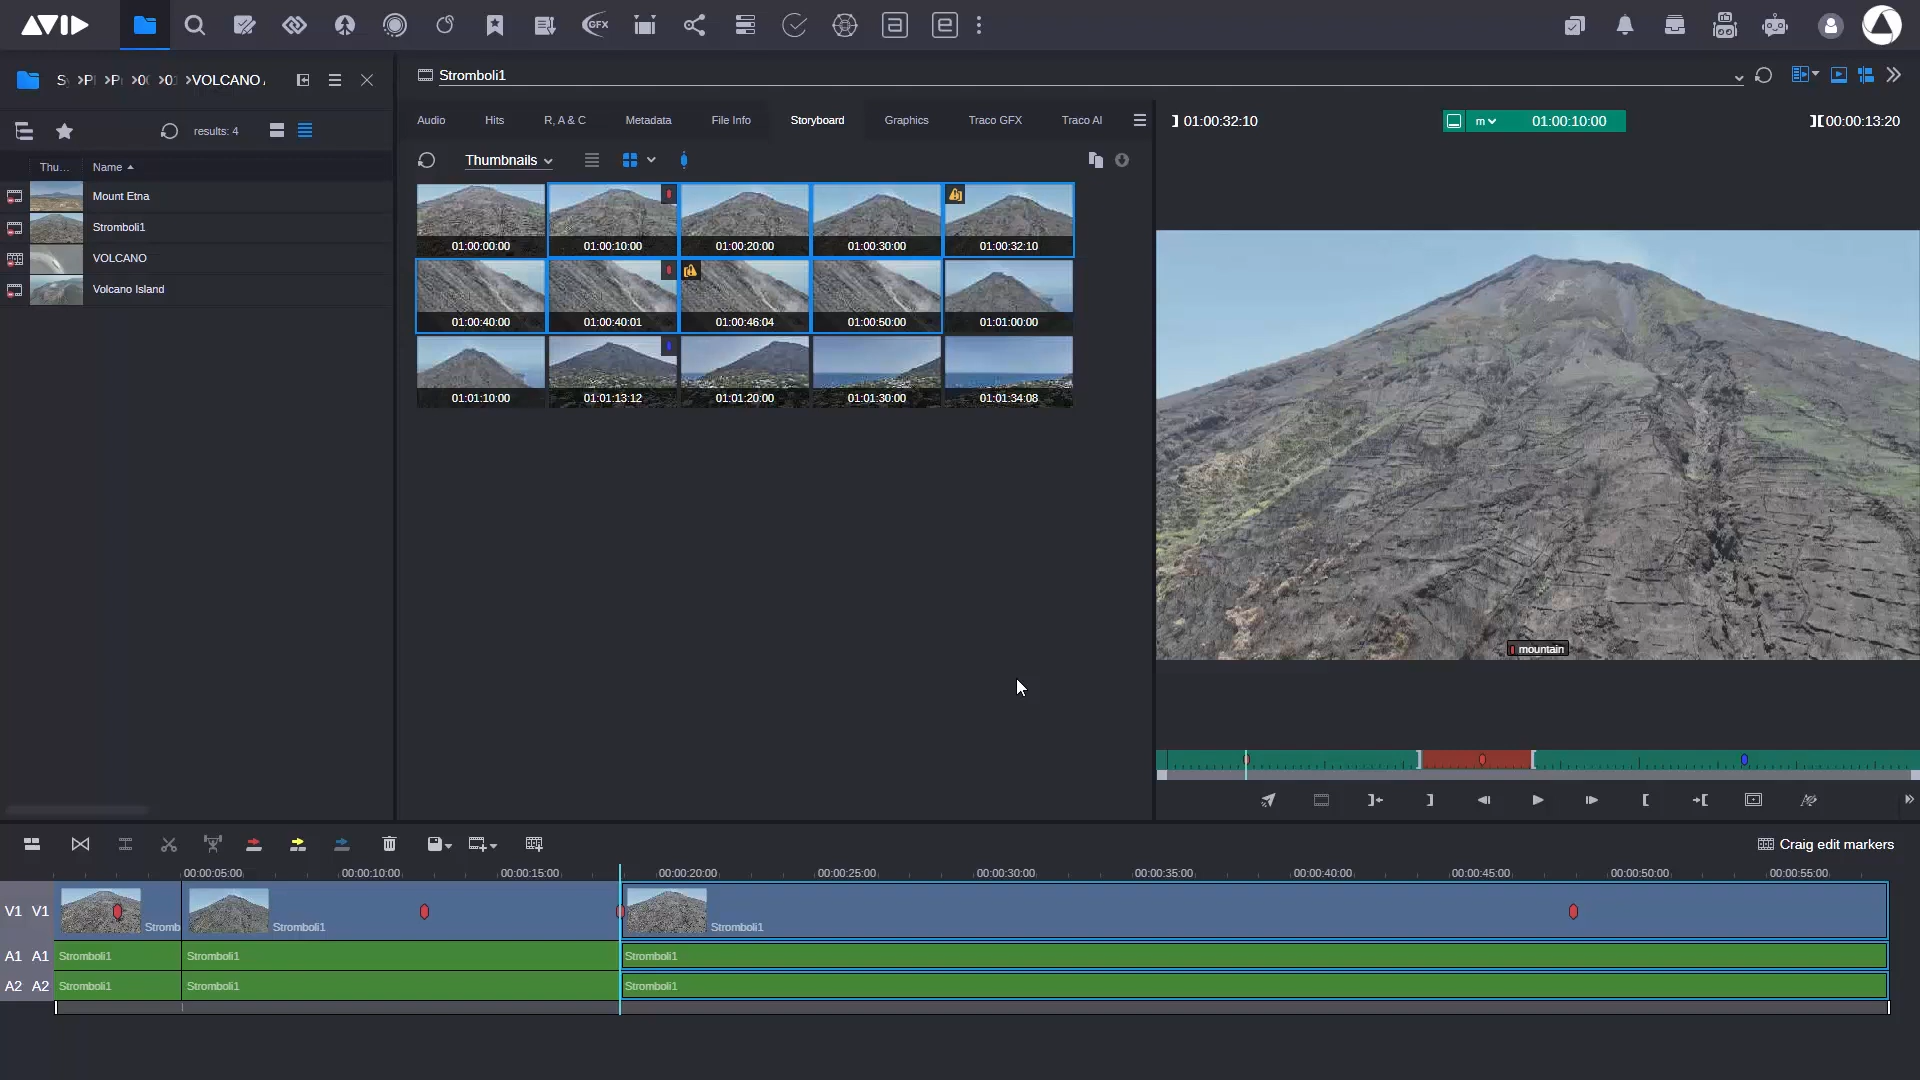 AVID
GFX
a
e
S >P >P >00 >01 >VOLCANO
results: 4
Thu... Name
Mount Etna
Stromboli1
VOLCANO
Volcano Island
Stromboli1
Audio Hits R, A & C Metadata File Info Storyboard Graphics Traco GFX Traco AI
Thumbnails
01:00:00:00 01:00:10:00 01:00:20:00 01:00:30:00 01:00:32:10
01:00:40:00 01:00:40:01 01:00:46:04 01:00:50:00 01:01:00:00
01:01:10:00 01:01:13:12 01:01:20:00 01:01:30:00 01:01:34:08
] 01:00:32:10 m 01:00:10:00 ][ 00:00:13:20
mountain
Craig edit markers
00:00:05:00 00:00:10:00 00:00:15:00 00:00:20:00 00:00:25:00 00:00:30:00 00:00:35:00 00:00:40:00 00:00:45:00 00:00:50:00 00:00:55:00
V1 V1 Stromb Stromboli1 Stromboli1
A1 A1 Stromboli1 Stromboli1 Stromboli1
A2 A2 Stromboli1 Stromboli1 Stromboli1